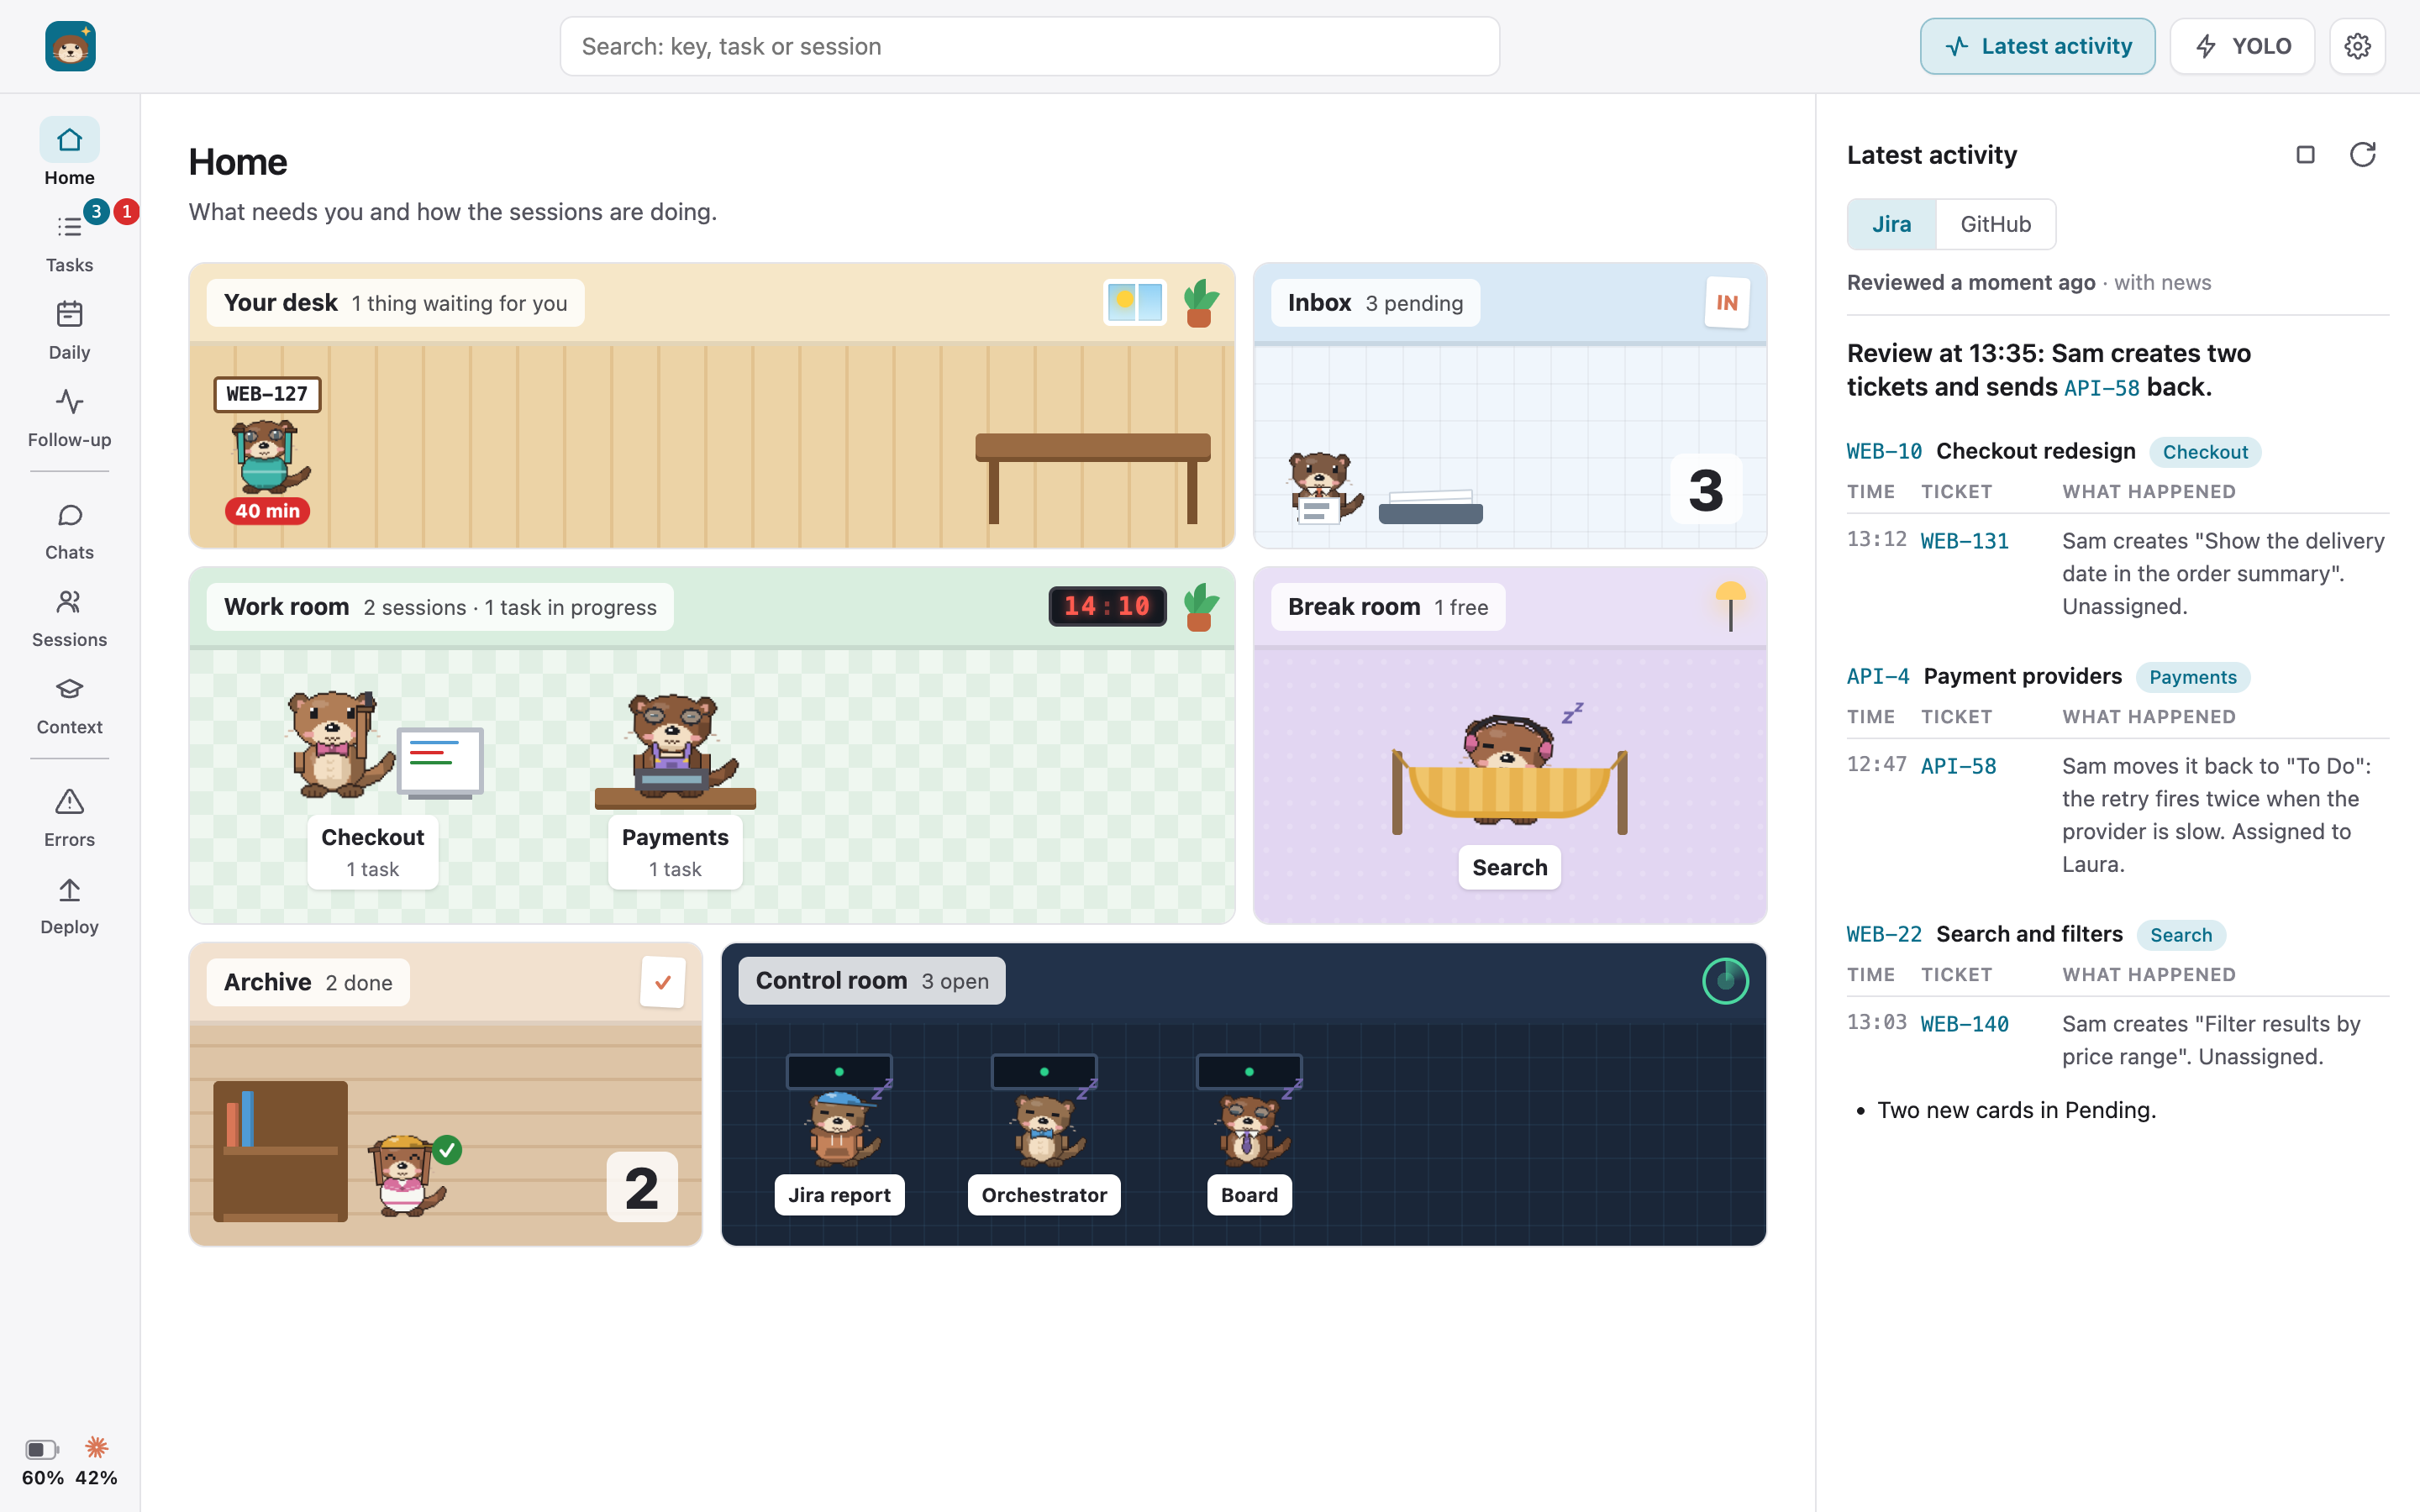 Search: key, task or session
Latest activity
YOLO
Home
3
1
Tasks
Daily
Follow-up
Chats
Sessions
Context
Errors
Deploy
60%
42%
Home
What needs you and how the sessions are doing.
Your desk 1 thing waiting for you
WEB-127
40 min
Inbox 3 pending
IN
3
Work room 2 sessions · 1 task in progress
14:10
Checkout
1 task
Payments
1 task
Break room 1 free
z z
Search
Archive 2 done
2
Control room 3 open
z z
z z
z z
Jira report
Orchestrator
Board
Latest activity
Jira
GitHub
Reviewed a moment ago · with news
Review at 13:35: Sam creates two
tickets and sends API-58 back.
WEB-10 Checkout redesign Checkout
TIME TICKET WHAT HAPPENED
13:12 WEB-131 Sam creates "Show the delivery
date in the order summary".
Unassigned.
API-4 Payment providers Payments
TIME TICKET WHAT HAPPENED
12:47 API-58 Sam moves it back to "To Do":
the retry fires twice when the
provider is slow. Assigned to
Laura.
WEB-22 Search and filters Search
TIME TICKET WHAT HAPPENED
13:03 WEB-140 Sam creates "Filter results by
price range". Unassigned.
• Two new cards in Pending.